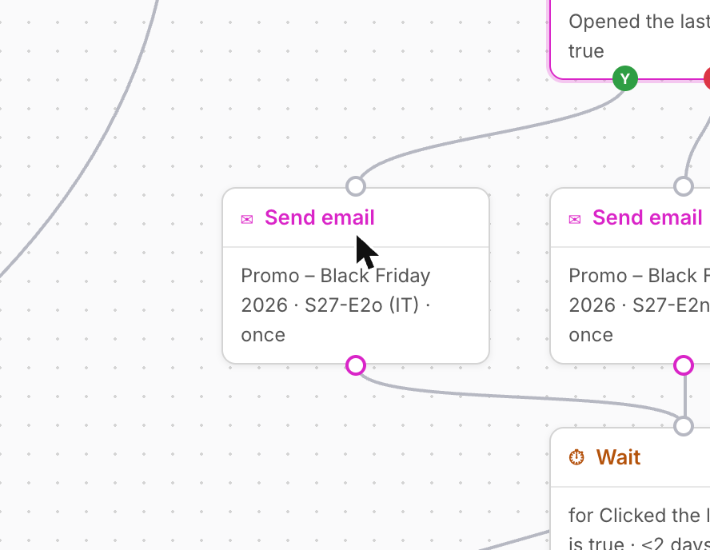 Opened the last
true
Y
Send email
Promo – Black Friday
2026 · S27-E2o (IT) ·
once
Send email
Promo – Black F
2026 · S27-E2n
once
Wait
for Clicked the l
is true · <2 days